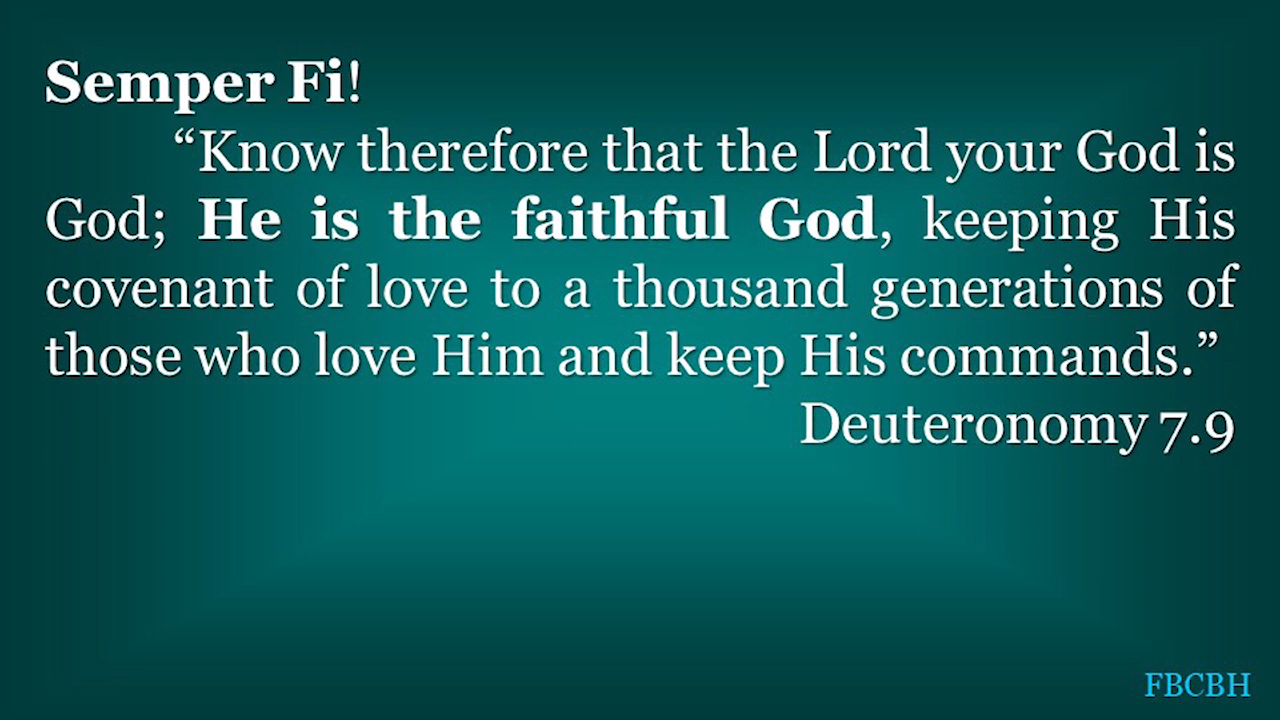 Semper Fi!
“Know therefore that the Lord your God is
God; He is the faithful God, keeping His
covenant of love to a thousand generations of
those who love Him and keep His commands.”
Deuteronomy 7.9
FBCBH